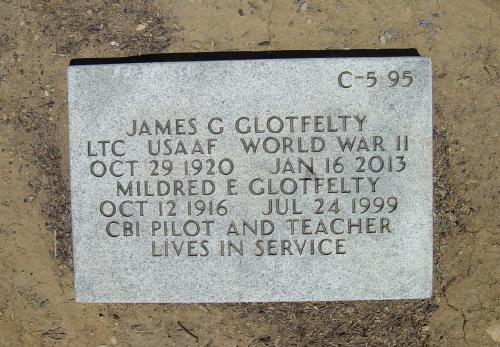 C-5 95
JAMES G GLOTFELTY
LTC USAAF WORLD WAR II
OCT 29 1920 JAN 16 2013
MILDRED E GLOTFELTY
OCT 12 1916 JUL 24 1999
CBI PILOT AND TEACHER
LIVES IN SERVICE